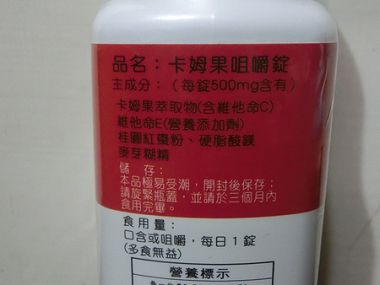 品名：卡姆果咀嚼錠
主成分：（每錠500mg含有）
卡姆果萃取物(含維他命C)
維他命E(營養添加劑)
桂圓紅棗粉、硬脂酸鎂
麥芽糊精
儲存：
本品極易受潮，開封後保存；
請旋緊瓶蓋，並請於三個月內
食用完畢。
食用量：
口含或咀嚼，每日1錠
(多食無益)
營養標示